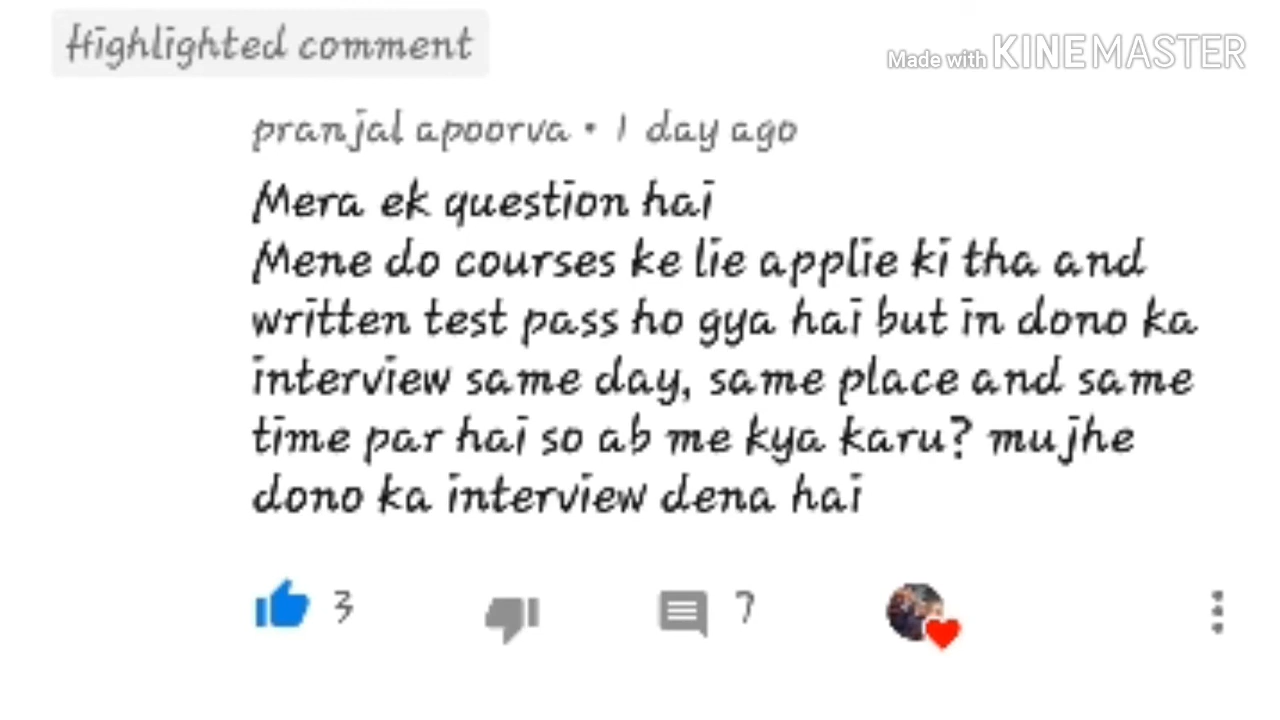 Highlighted comment
Made with KINEMASTER
pranjal apoorva • 1 day ago
Mera ek question hai
Mene do courses ke lie applie ki tha and
written test pass ho gya hai but in dono ka
interview same day, same place and same
time par hai so ab me kya karu? mujhe
dono ka interview dena hai
3 7